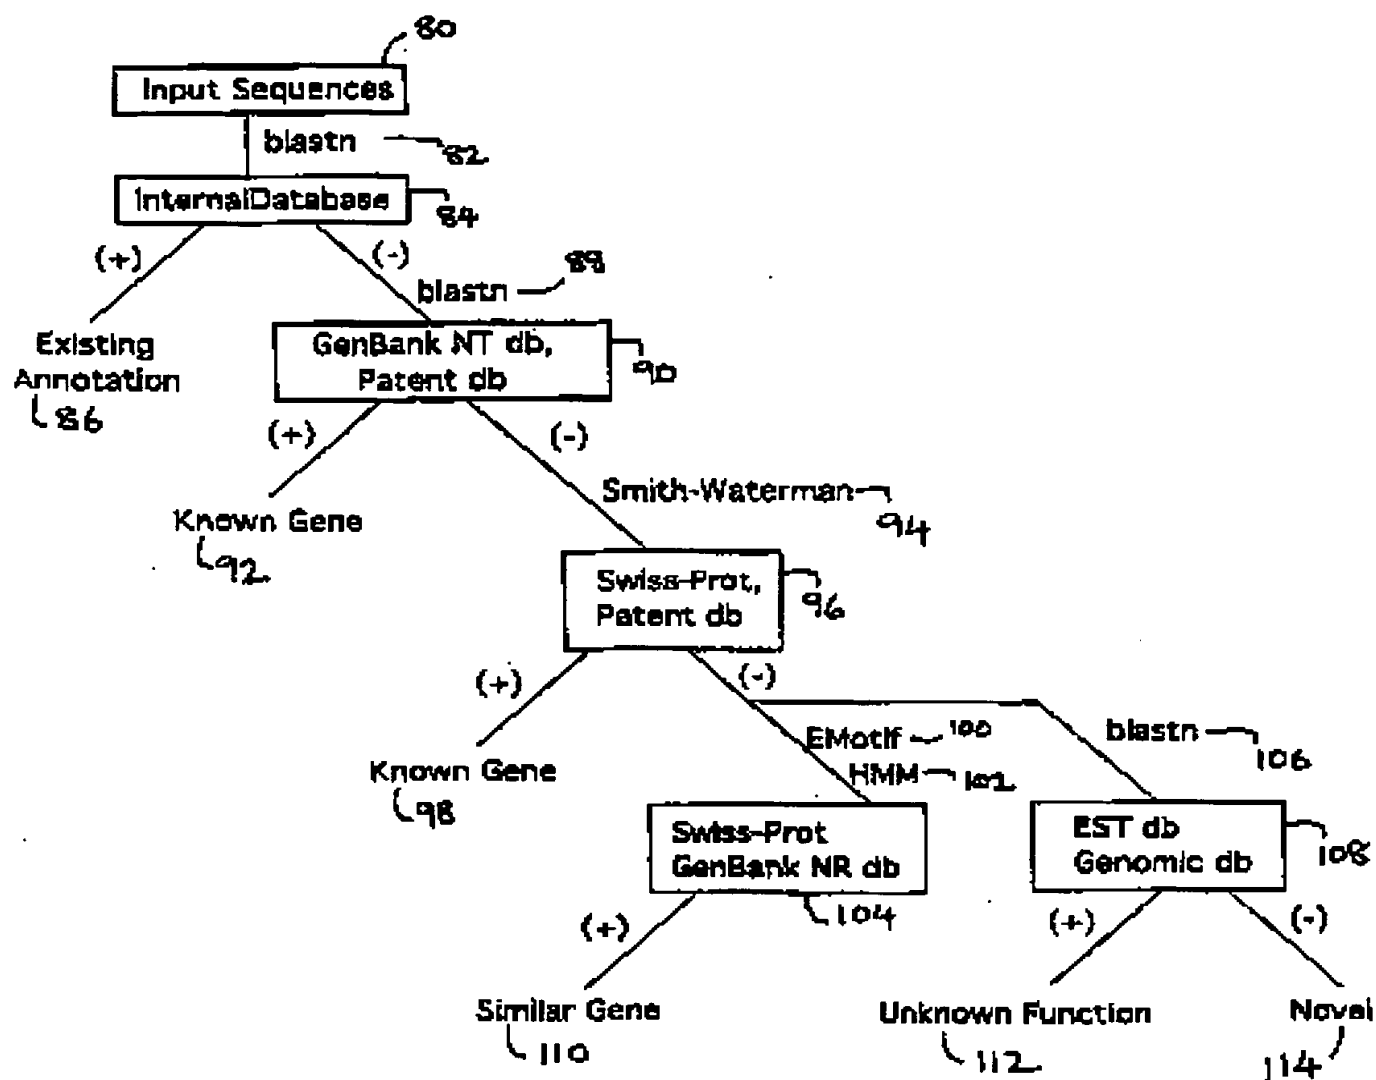 80
Input Sequences
blastn 82
InternalDatabase 84
(+) (-)
blastn 88
Existing
Annotation
86
GenBank NT db,
Patent db
90
(+) (-)
Known Gene
92
Smith-Waterman 94
Swiss-Prot,
Patent db
96
(+) (-)
Known Gene
98
EMotif 100
HMM 102
blastn 106
Swiss-Prot
GenBank NR db
104
EST db
Genomic db
108
(+) (+) (-)
Similar Gene
110
Unknown Function
112
Novel
114